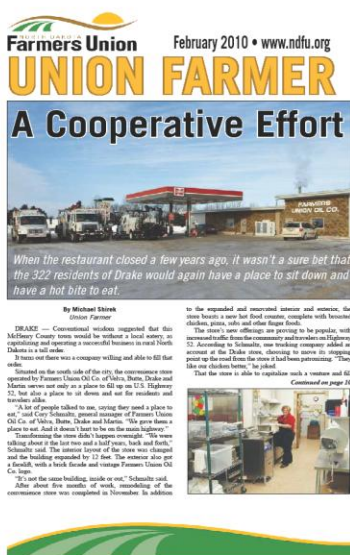 NORTH DAKOTA
Farmers Union
February 2010 • www.ndfu.org
UNION FARMER
A Cooperative Effort
FARMERS
UNION OIL CO.
When the restaurant closed a few years ago, it wasn't a sure bet that
the 322 residents of Drake would again have a place to sit down and
have a hot bite to eat.
By Michael Shirek
Union Farmer
DRAKE — Conventional wisdom suggested that this
McHenry County town would be without a local eatery, as
capitalizing and operating a successful business in rural North
Dakota is a tall order.
It turns out there was a company willing and able to fill that
order.
Situated on the south side of the city, the convenience store
operated by Farmers Union Oil Co. of Velva, Butte, Drake and
Martin serves not only as a place to fill up on U.S. Highway
52, but also a place to sit down and eat for residents and
travelers alike.
"A lot of people talked to me, saying they need a place to
eat," said Cory Schmaltz, general manager of Farmers Union
Oil Co. of Velva, Butte, Drake and Martin. "We gave them a
place to eat. And it doesn't hurt to be on the main highway."
Transforming the store didn't happen overnight. "We were
talking about it the last two and a half years, back and forth,"
Schmaltz said. The interior layout of the store was changed
and the building expanded by 12 feet. The exterior also got
a facelift, with a brick facade and vintage Farmers Union Oil
Co. logo.
"It's not the same building, inside or out," Schmaltz said.
After about five months of work, remodeling of the
convenience store was completed in November. In addition
to the expanded and renovated interior and exterior, the
store boasts a new hot food counter, complete with broasted
chicken, pizza, subs and other finger foods.
The store's new offerings are proving to be popular, with
increased traffic from the community and travelers on Highway
52. According to Schmaltz, one trucking company added an
account at the Drake store, choosing to move its stopping
point up the road from the store it had been patronizing. "They
like our chicken better," he joked.
That the store is able to capitalize such a venture and fill
Continued on page 10